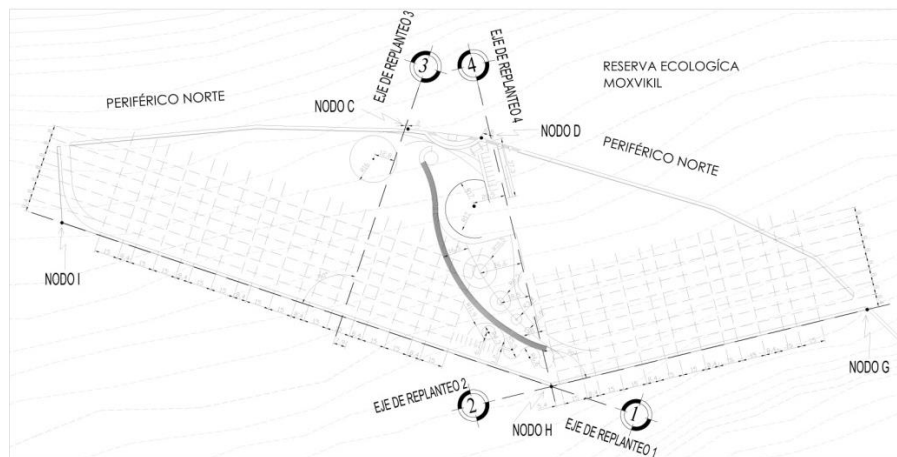 EJE DE REPLANTEO 3
3
4
EJE DE REPLANTEO 4
RESERVA ECOLOGÍCA
MOXVIKIL
PERIFÉRICO NORTE
NODO C
NODO D
PERIFÉRICO NORTE
NODO I
NODO G
EJE DE REPLANTEO 2
2
NODO H
1
EJE DE REPLANTEO 1